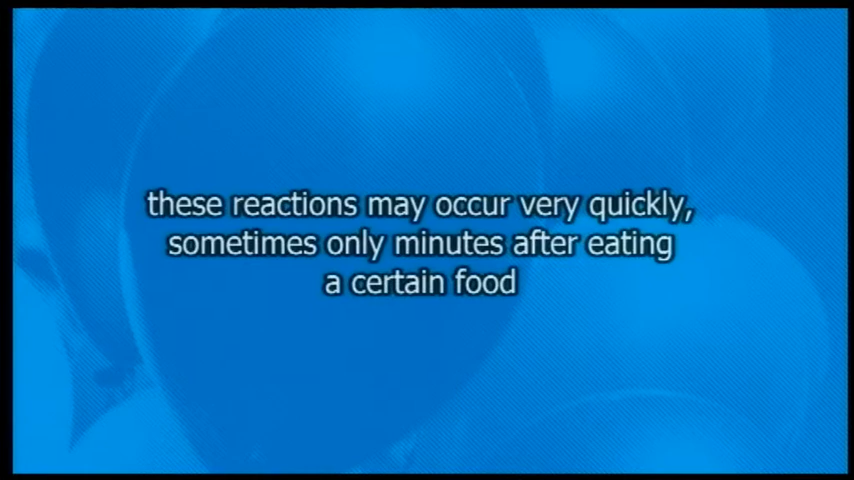 these reactions may occur very quickly,
sometimes only minutes after eating
a certain food